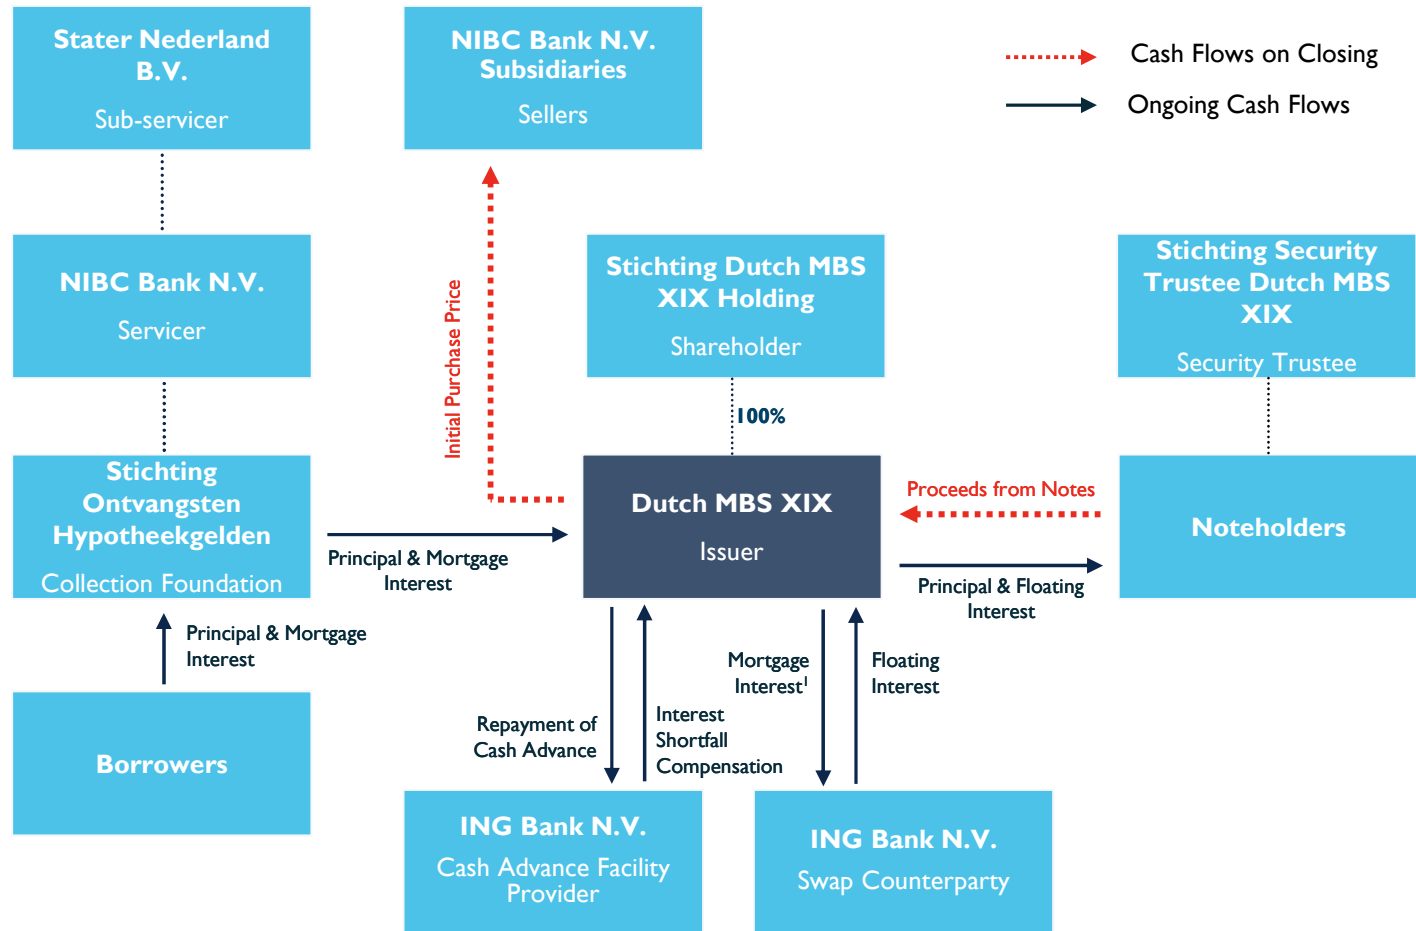 Stater Nederland
B.V.
Sub-servicer
NIBC Bank N.V.
Subsidiaries
Sellers
Cash Flows on Closing
Ongoing Cash Flows
NIBC Bank N.V.
Servicer
Initial Purchase Price
Stichting Dutch MBS
XIX Holding
Shareholder
Stichting Security
Trustee Dutch MBS
XIX
Security Trustee
100%
Stichting
Ontvangsten
Hypotheekgelden
Collection Foundation
Principal & Mortgage
Interest
Dutch MBS XIX
Issuer
Proceeds from Notes
Principal & Floating
Interest
Noteholders
Principal & Mortgage
Interest
Borrowers
Repayment of
Cash Advance
Interest
Shortfall
Compensation
Mortgage
Interest¹
Floating
Interest
ING Bank N.V.
Cash Advance Facility
Provider
ING Bank N.V.
Swap Counterparty